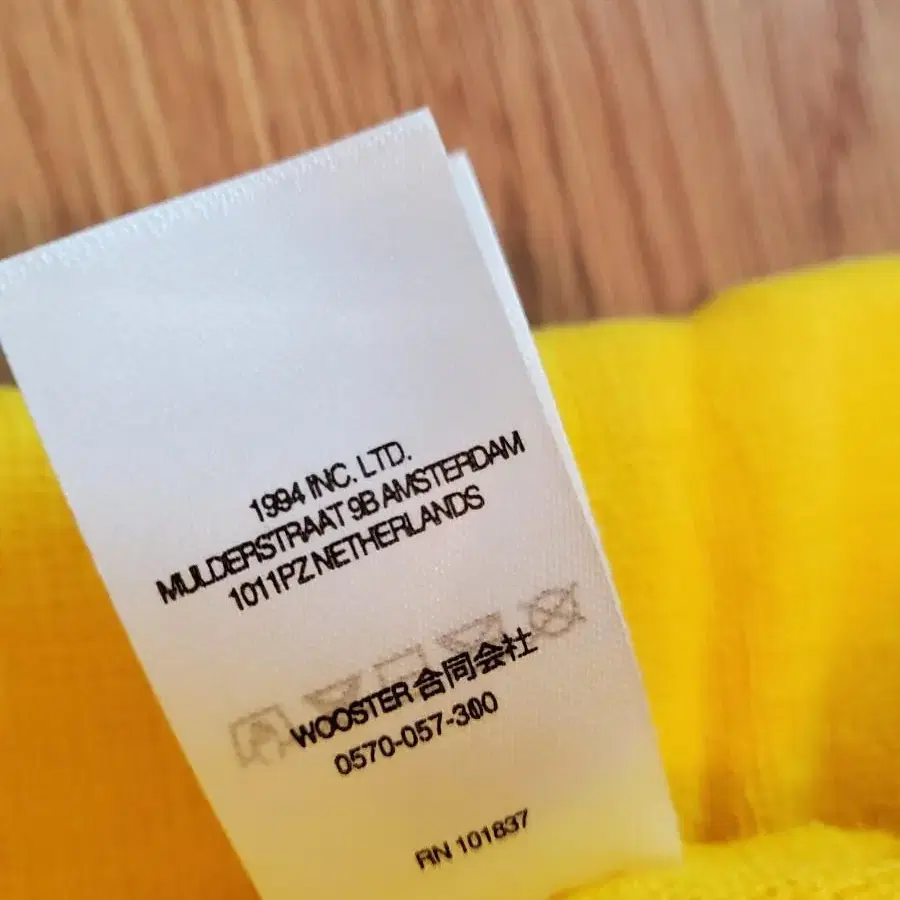 1994 INC. LTD.
MULDERSTRAAT 9B AMSTERDAM
1011PZ NETHERLANDS
WOOSTER 合同会社
0570-057-300
RN 101837